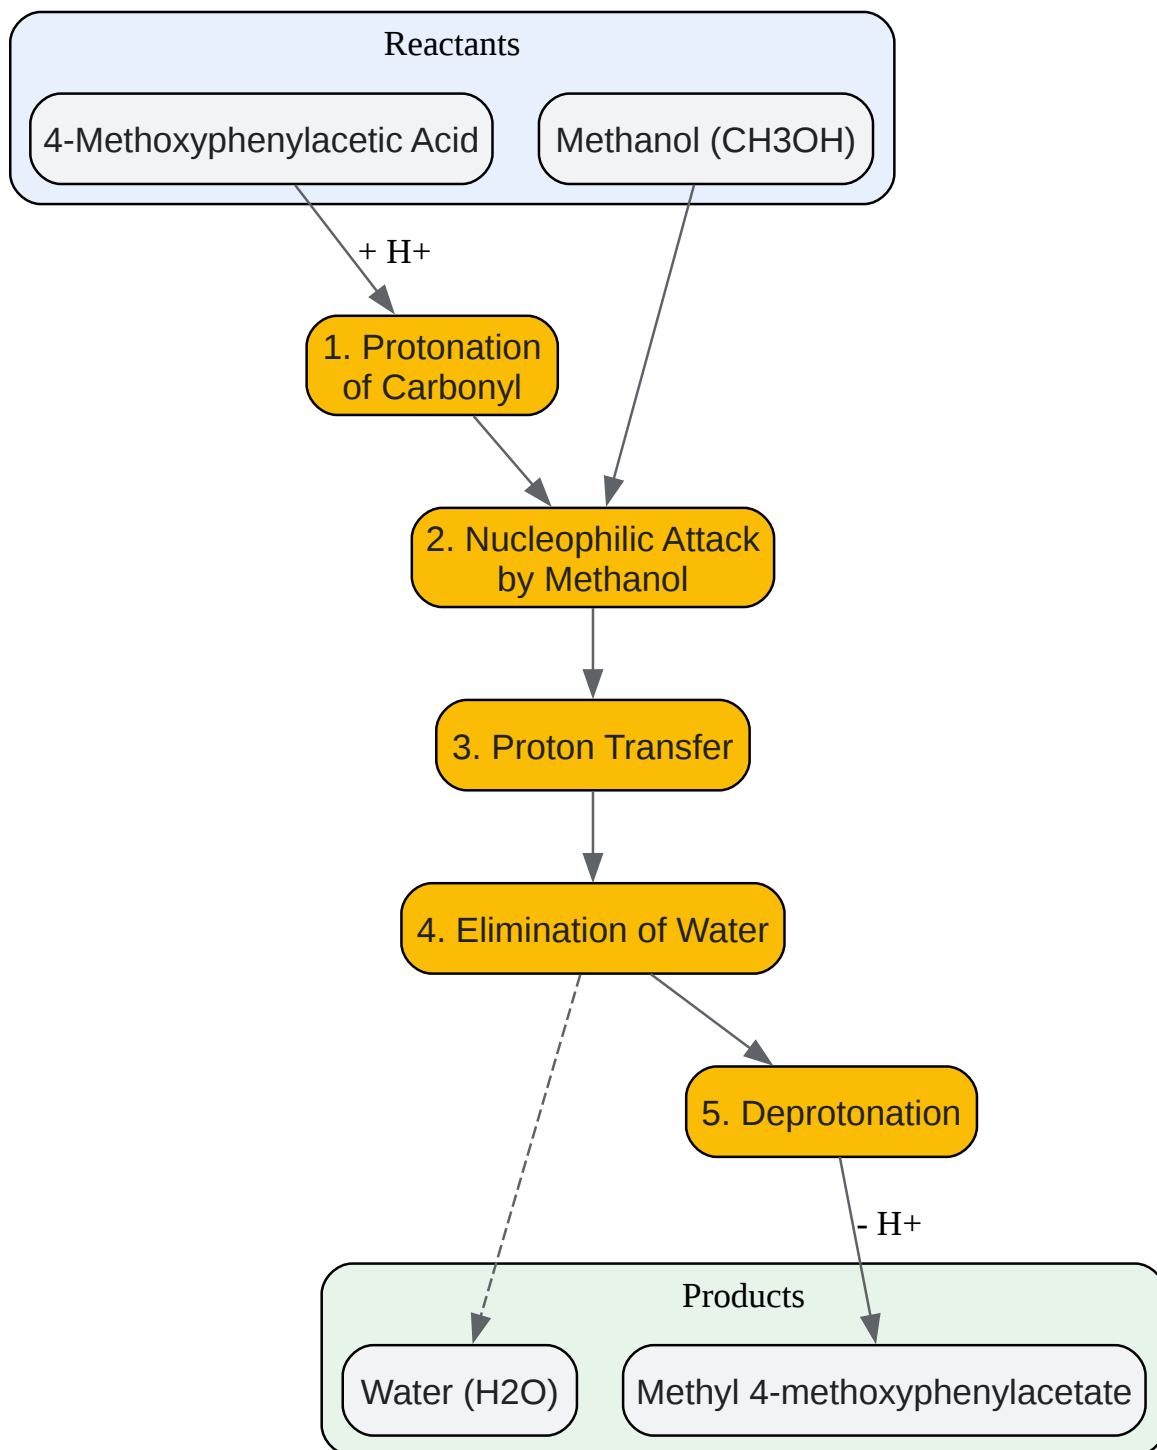 Reactants
4-Methoxyphenylacetic Acid
Methanol (CH3OH)
+ H+
1. Protonation
of Carbonyl
2. Nucleophilic Attack
by Methanol
3. Proton Transfer
4. Elimination of Water
5. Deprotonation
- H+
Products
Water (H2O)
Methyl 4-methoxyphenylacetate